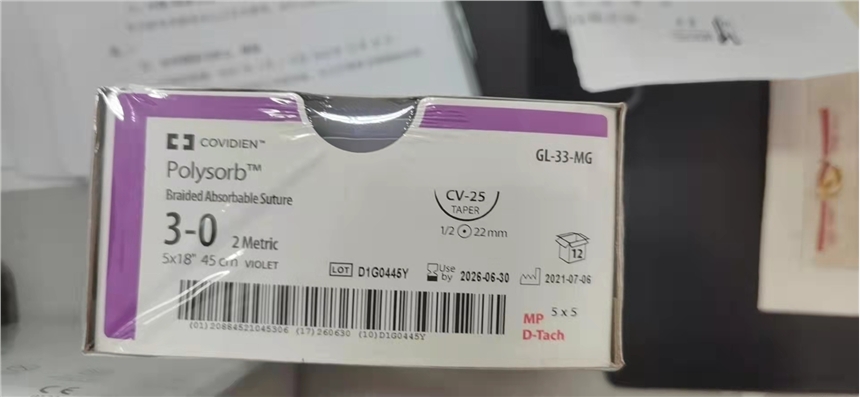 COVIDIEN™
Polysorb™
Braided Absorbable Suture
3-0 2 Metric
5x18" 45 cm VIOLET
GL-33-MG
CV-25
TAPER
1/2 22mm
12
LOT D1G0445Y
Use by 2026-06-30
2021-07-06
(01)20884521045306 (17)260630 (10)D1G0445Y
MP 5 x 5
D-Tach
CE